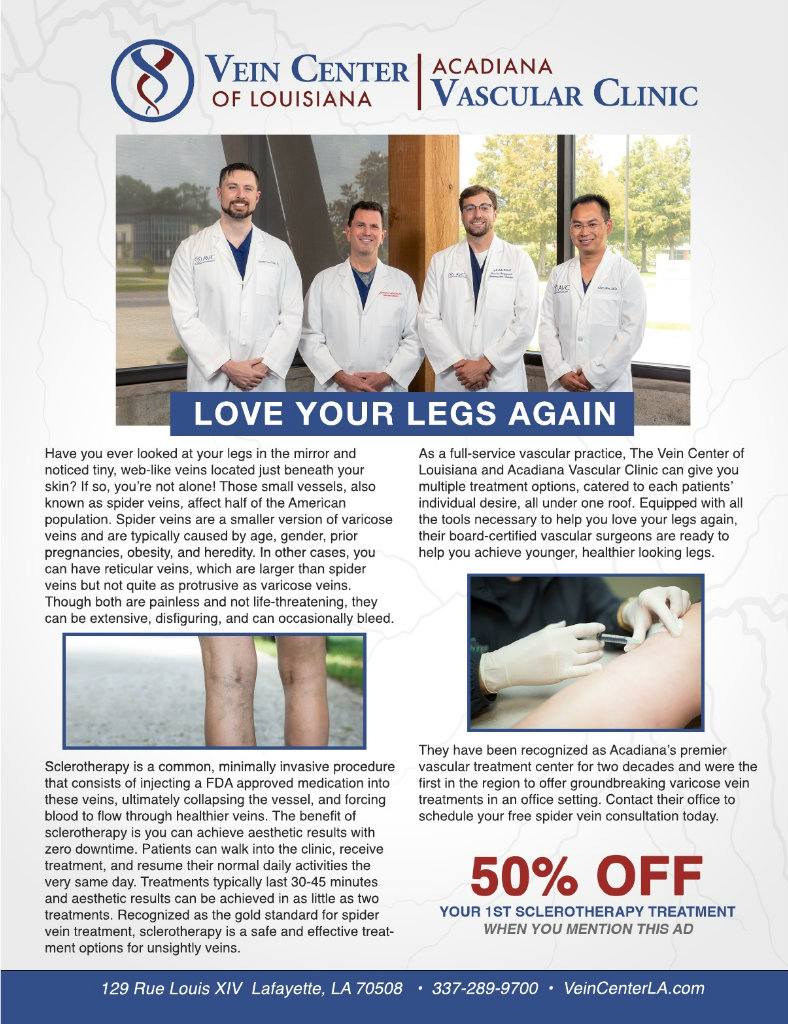 VEIN CENTER
OF LOUISIANA
ACADIANA
VASCULAR CLINIC
LOVE YOUR LEGS AGAIN
Have you ever looked at your legs in the mirror and
noticed tiny, web-like veins located just beneath your
skin? If so, you're not alone! Those small vessels, also
known as spider veins, affect half of the American
population. Spider veins are a smaller version of varicose
veins and are typically caused by age, gender, prior
pregnancies, obesity, and heredity. In other cases, you
can have reticular veins, which are larger than spider
veins but not quite as protrusive as varicose veins.
Though both are painless and not life-threatening, they
can be extensive, disfiguring, and can occasionally bleed.
Sclerotherapy is a common, minimally invasive procedure
that consists of injecting a FDA approved medication into
these veins, ultimately collapsing the vessel, and forcing
blood to flow through healthier veins. The benefit of
sclerotherapy is you can achieve aesthetic results with
zero downtime. Patients can walk into the clinic, receive
treatment, and resume their normal daily activities the
very same day. Treatments typically last 30-45 minutes
and aesthetic results can be achieved in as little as two
treatments. Recognized as the gold standard for spider
vein treatment, sclerotherapy is a safe and effective treat-
ment options for unsightly veins.
As a full-service vascular practice, The Vein Center of
Louisiana and Acadiana Vascular Clinic can give you
multiple treatment options, catered to each patients'
individual desire, all under one roof. Equipped with all
the tools necessary to help you love your legs again,
their board-certified vascular surgeons are ready to
help you achieve younger, healthier looking legs.
They have been recognized as Acadiana's premier
vascular treatment center for two decades and were the
first in the region to offer groundbreaking varicose vein
treatments in an office setting. Contact their office to
schedule your free spider vein consultation today.
50% OFF
YOUR 1ST SCLEROTHERAPY TREATMENT
WHEN YOU MENTION THIS AD
129 Rue Louis XIV Lafayette, LA 70508 • 337-289-9700 • VeinCenterLA.com